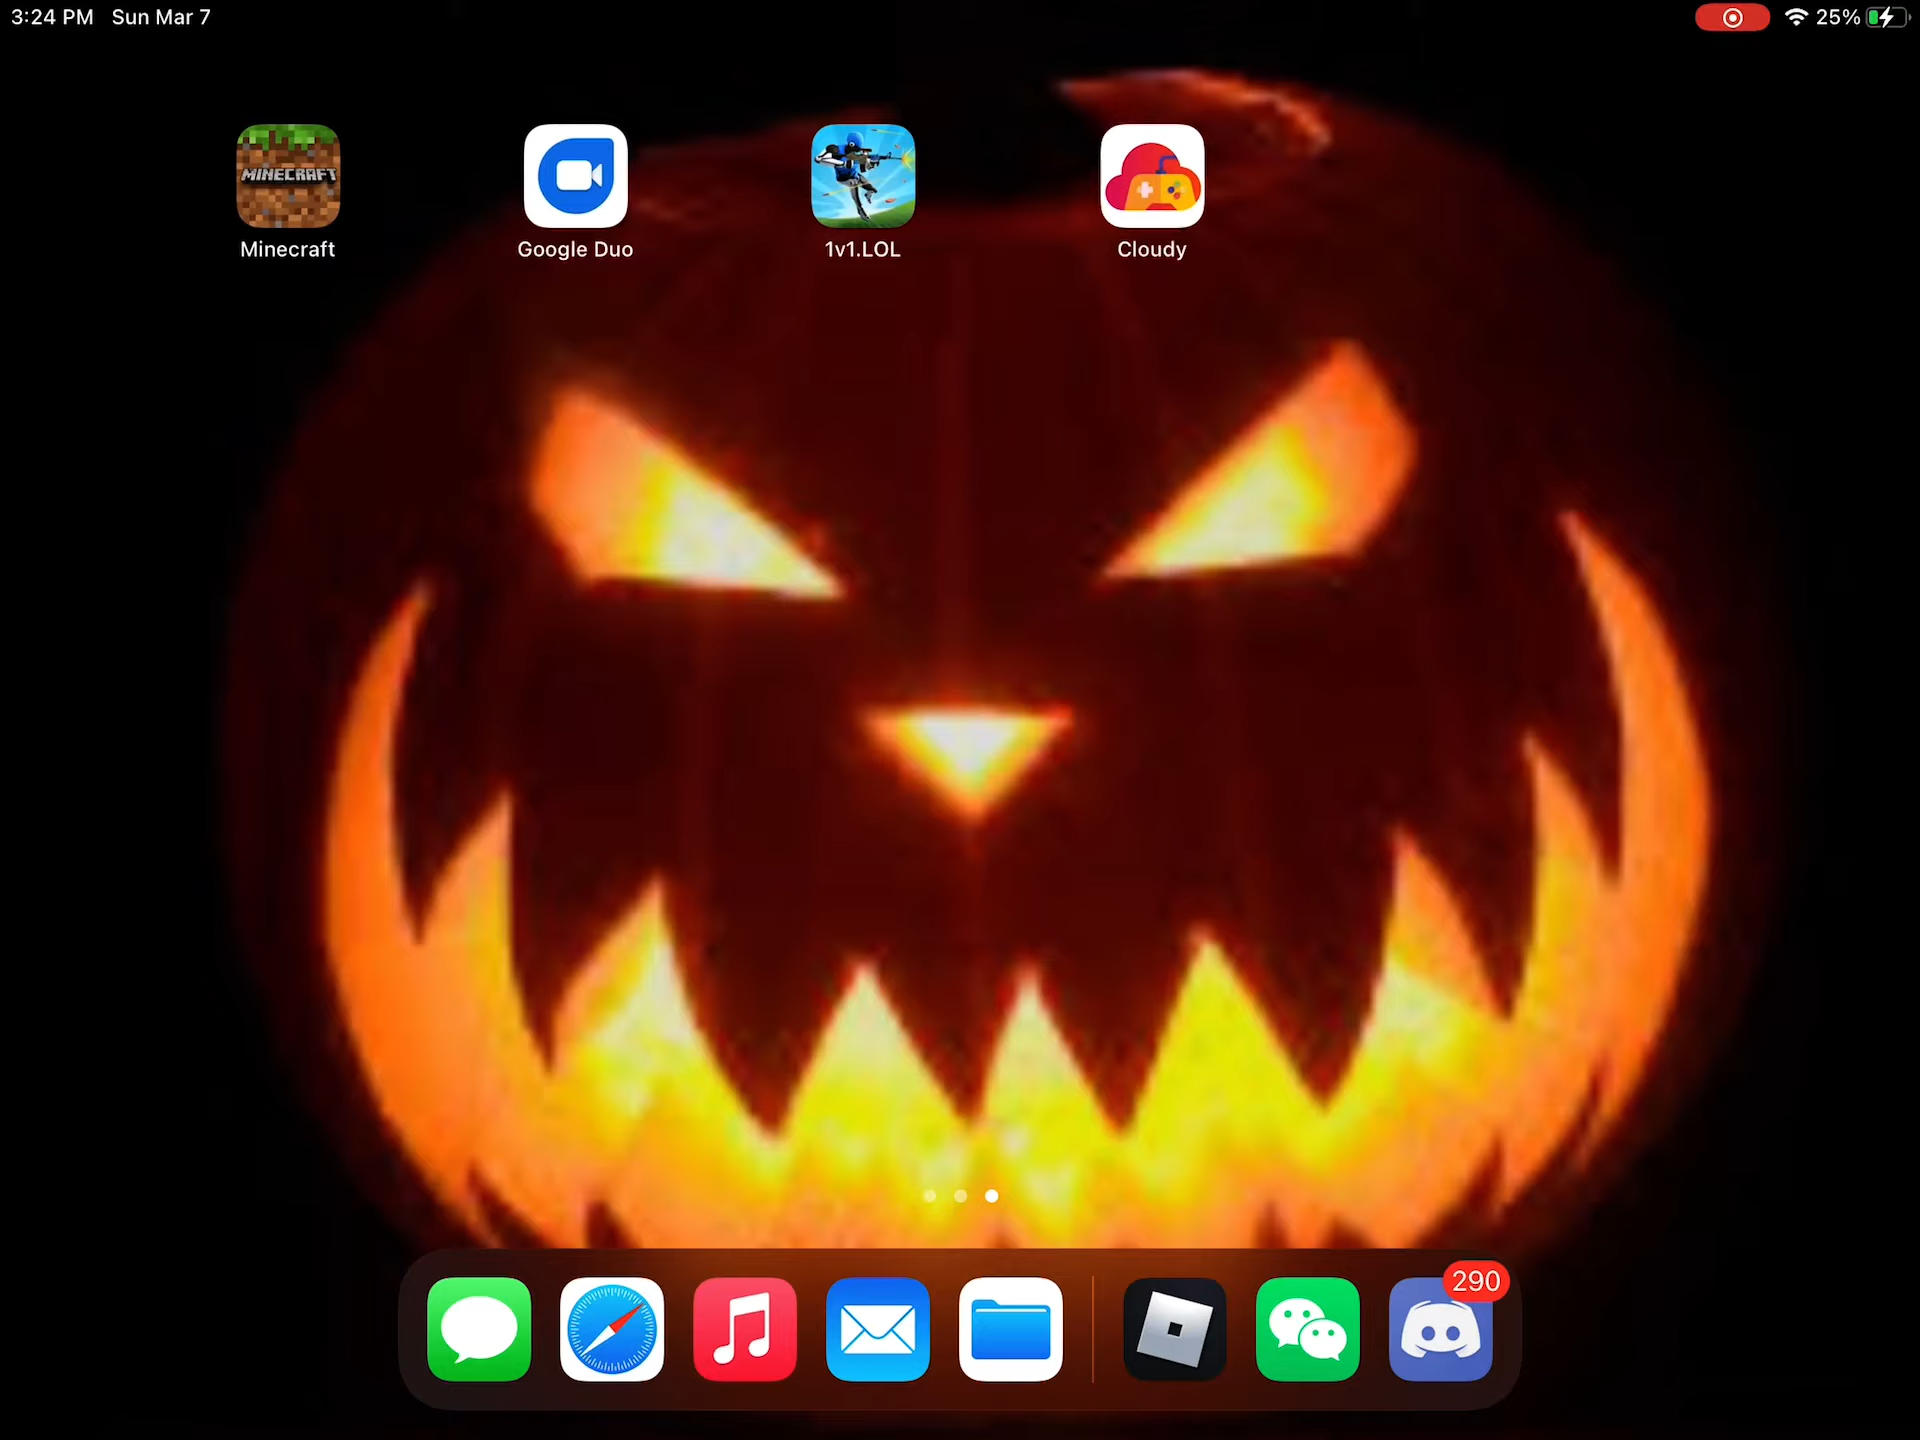 3:24 PM Sun Mar 7
25%
MINECRAFT
Minecraft
Google Duo
1v1.LOL
Cloudy
290